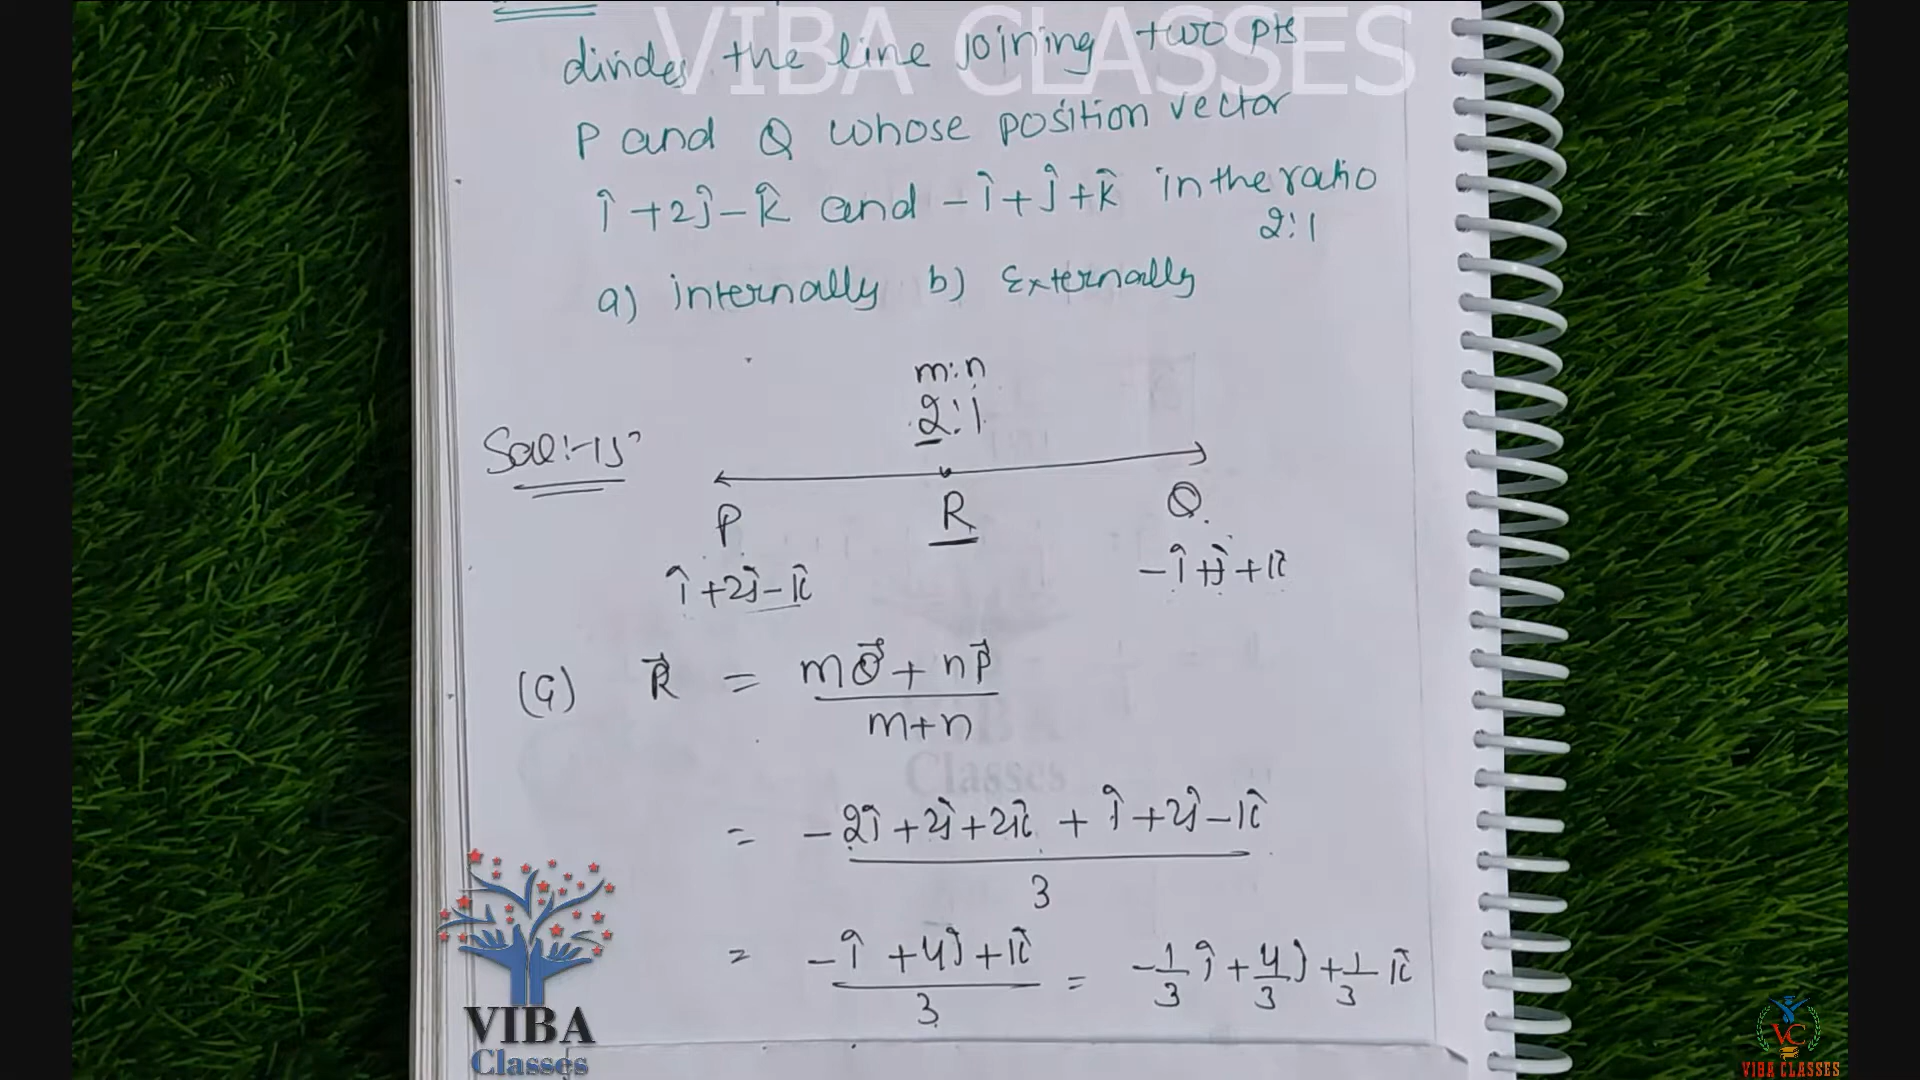 VIBA CLASSES
divides the line joining two pts
P and Q whose position vector
î + 2ĵ - k̂ and -î + ĵ + k̂ in the ratio
2:1
a) internally b) Externally
m:n
2:1
Sol:-15
P R Q
î + 2ĵ - k̂ -î + ĵ + k̂
(a) R⃗ = mQ⃗ + nP⃗
m+n
= -2î + 2ĵ + 2k̂ + î + 2ĵ - k̂
3
= -î + 4ĵ + k̂ = -1/3 î + 4/3 ĵ + 1/3 k̂
3
VIBA
Classes
VC
VIBA CLASSES